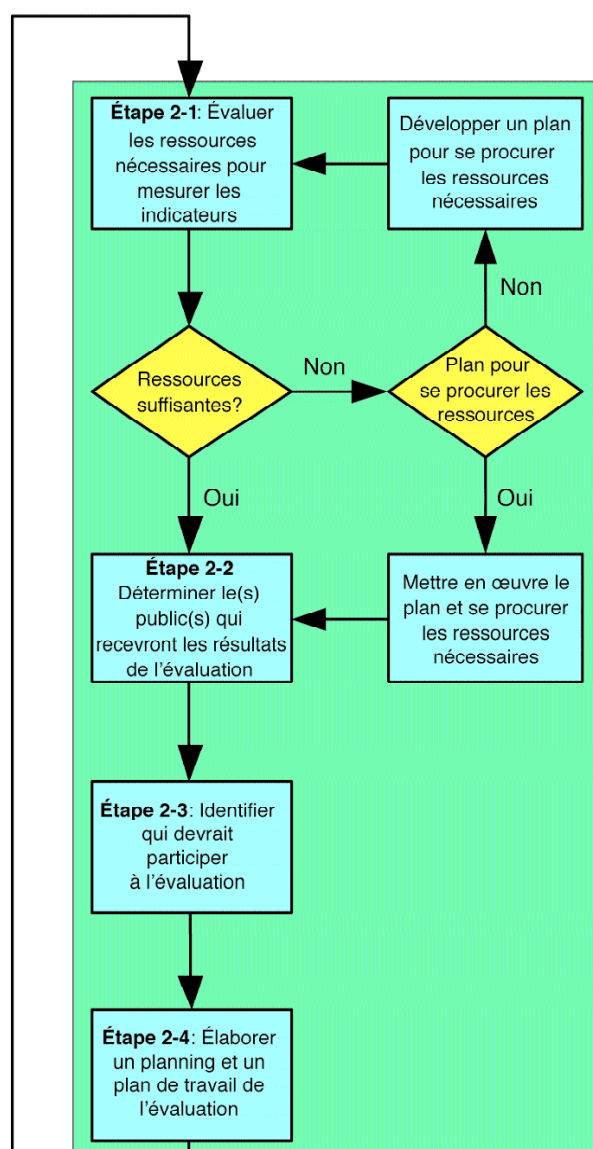 Étape 2-1: Évaluer
les ressources
nécessaires pour
mesurer les
indicateurs
Développer un plan
pour se procurer
les ressources
nécessaires
Non
Ressources
suffisantes?
Non
Plan pour
se procurer les
ressources
Oui
Oui
Étape 2-2
Déterminer le(s)
public(s) qui
recevront les résultats
de l'évaluation
Mettre en œuvre le
plan et se procurer
les ressources
nécessaires
Étape 2-3: Identifier
qui devrait
participer
à l'évaluation
Étape 2-4: Élaborer
un planning et un
plan de travail de
l'évaluation